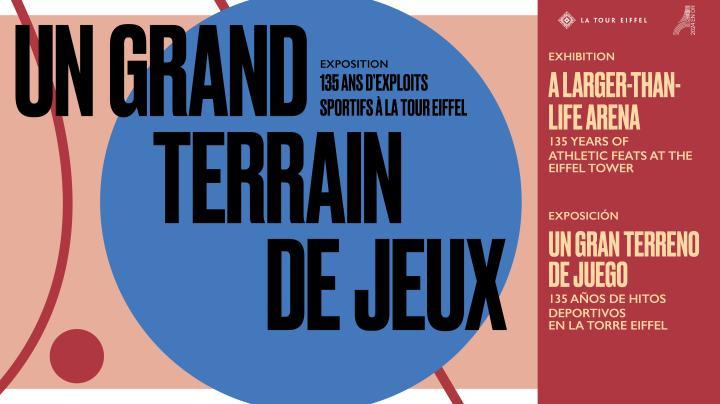 UN GRAND
TERRAIN
DE JEUX
EXPOSITION
135 ANS D'EXPLOITS
SPORTIFS À LA TOUR EIFFEL
LA TOUR EIFFEL
EXHIBITION
A LARGER-THAN-
LIFE ARENA
135 YEARS OF
ATHLETIC FEATS AT THE
EIFFEL TOWER
EXPOSICIÓN
UN GRAN TERRENO
DE JUEGO
135 AÑOS DE HITOS
DEPORTIVOS
EN LA TORRE EIFFEL